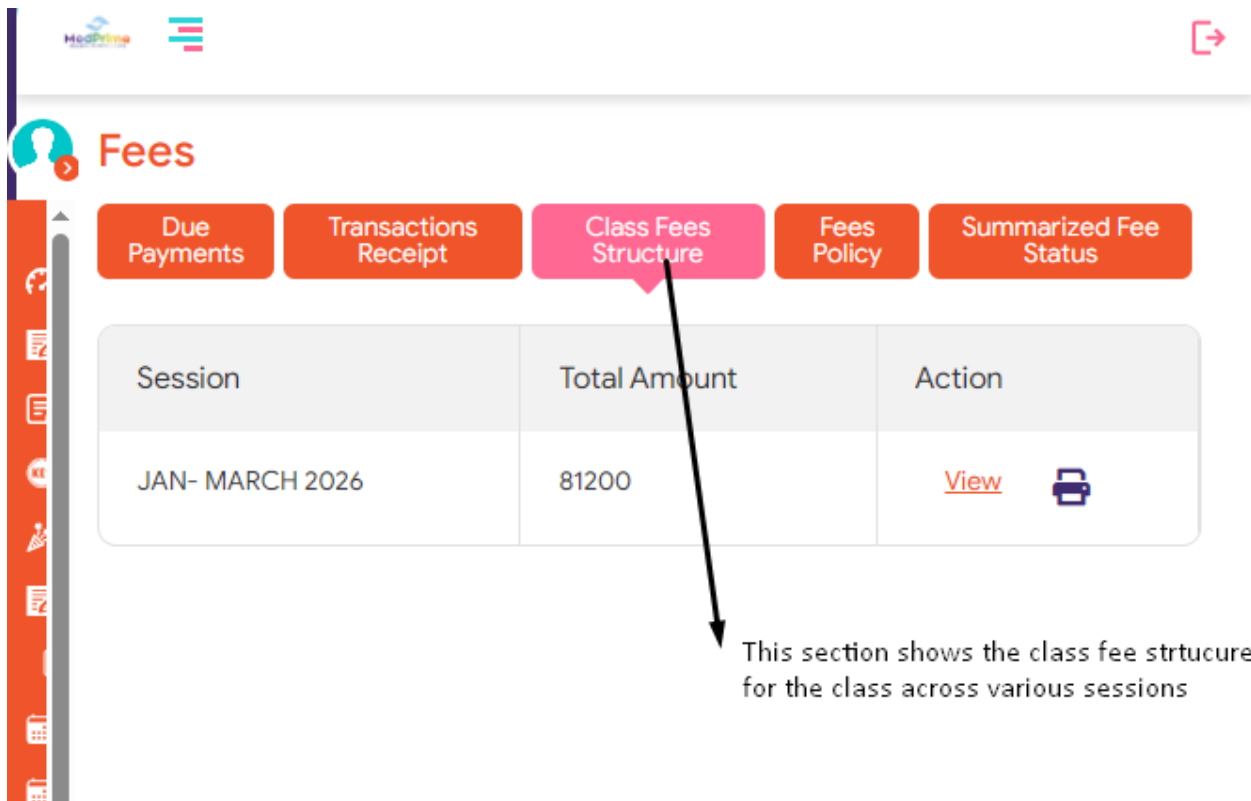 MedPrime
Fees
Due
Payments
Transactions
Receipt
Class Fees
Structure
Fees
Policy
Summarized Fee
Status
Session Total Amount Action
JAN- MARCH 2026 81200 View
This section shows the class fee strtucure
for the class across various sessions